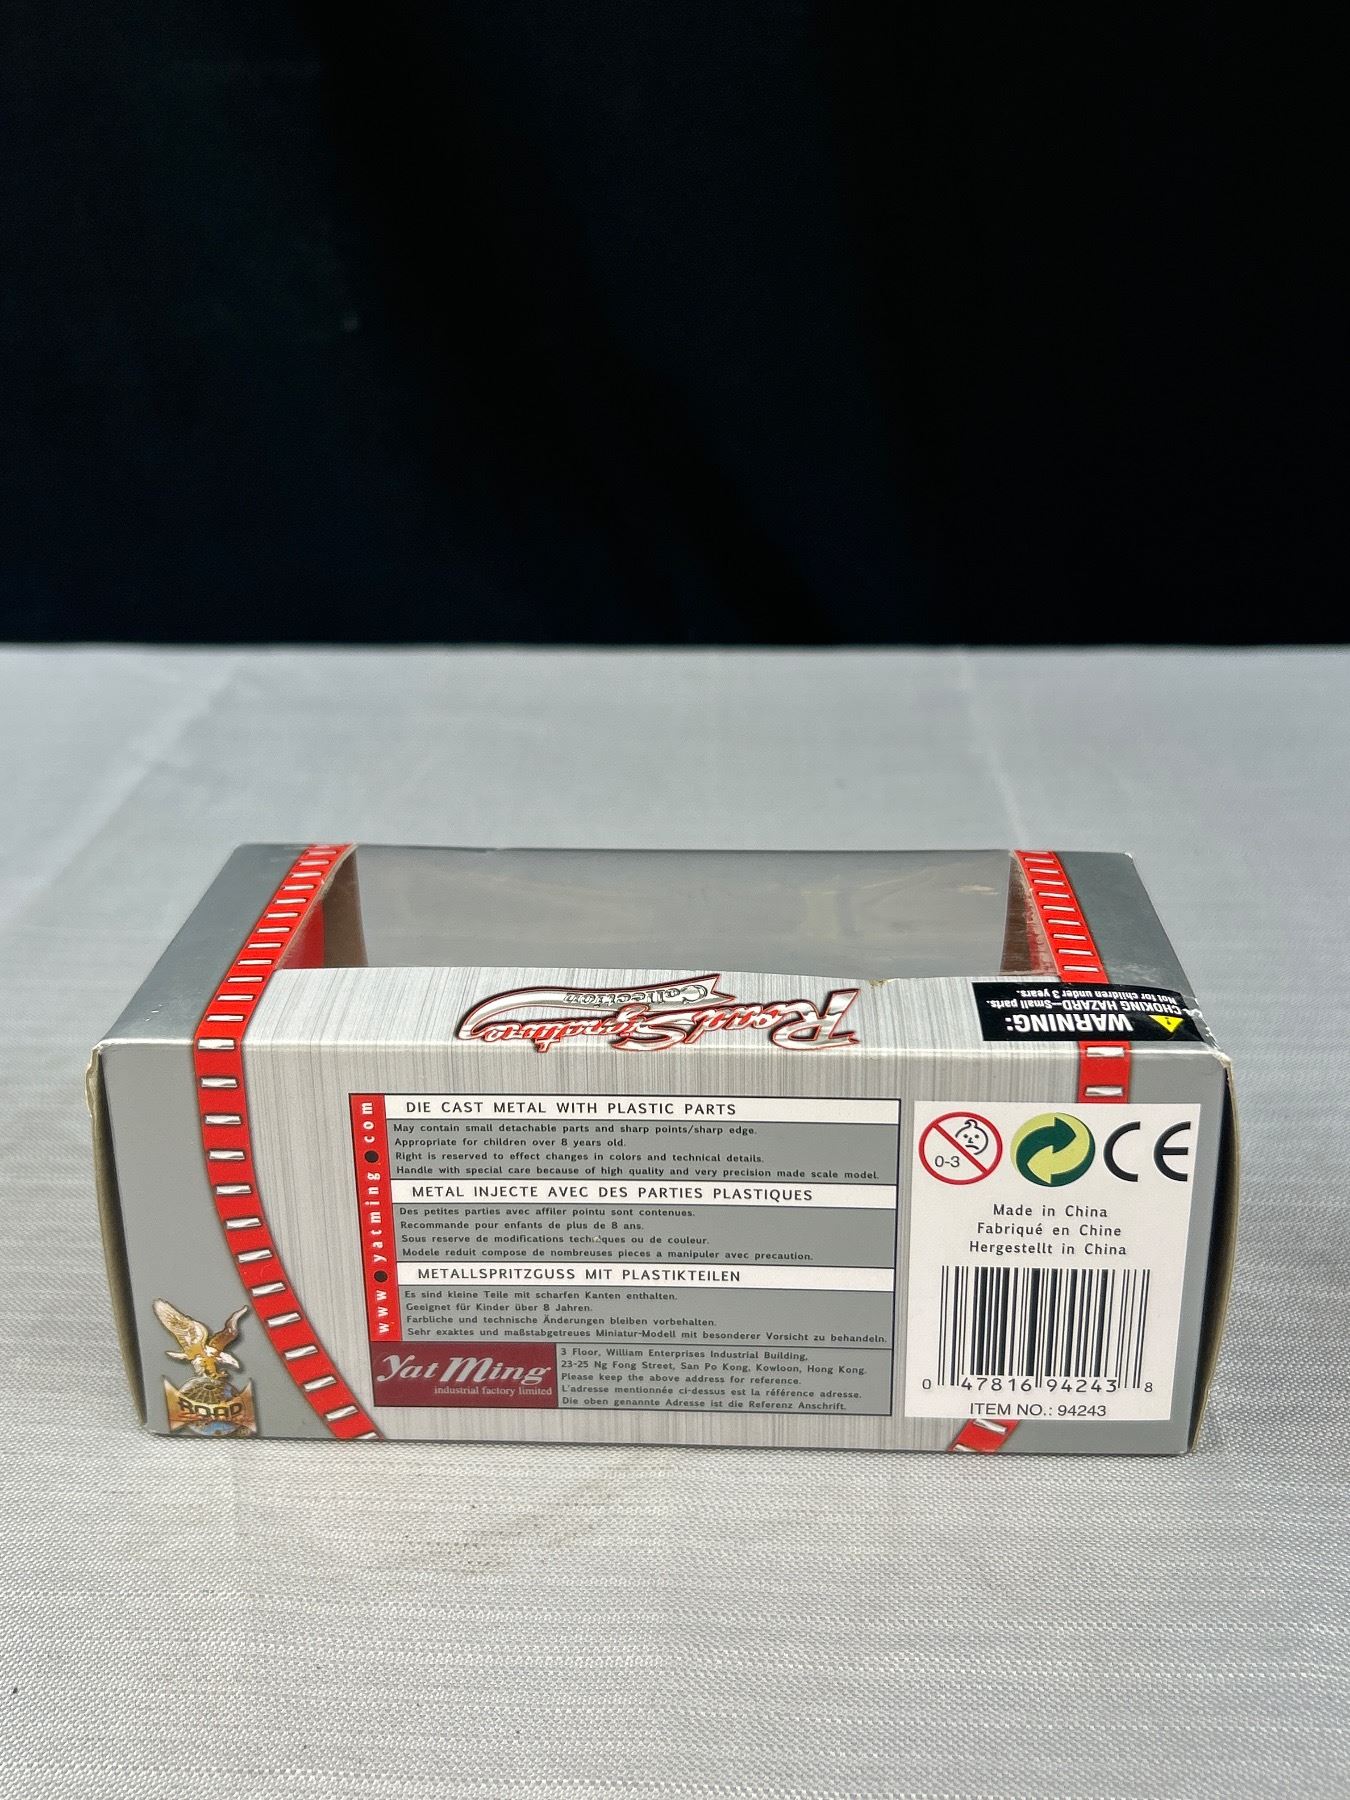 Road Signature
Collection
WARNING:
CHOKING HAZARD—Small parts.
Not for children under 3 years.
www●yatming●com
DIE CAST METAL WITH PLASTIC PARTS
May contain small detachable parts and sharp points/sharp edge.
Appropriate for children over 8 years old.
Right is reserved to effect changes in colors and technical details.
Handle with special care because of high quality and very precision made scale model.
METAL INJECTE AVEC DES PARTIES PLASTIQUES
Des petites parties avec affiler pointu sont contenues.
Recommande pour enfants de plus de 8 ans.
Sous reserve de modifications techniques ou de couleur.
Modele reduit compose de nombreuses pieces a manipuler avec precaution.
METALLSPRITZGUSS MIT PLASTIKTEILEN
Es sind kleine Teile mit scharfen Kanten enthalten.
Geeignet für Kinder über 8 Jahren.
Farbliche und technische Änderungen bleiben vorbehalten.
Sehr exaktes und maßstabgetreues Miniatur-Modell mit besonderer Vorsicht zu behandeln.
Yat Ming
industrial factory limited
3 Floor, William Enterprises Industrial Building,
23-25 Ng Fong Street, San Po Kong, Kowloon, Hong Kong.
Please keep the above address for reference.
L'adresse mentionnée ci-dessus est la référence adresse.
Die oben genannte Adresse ist die Referenz Anschrift.
ROAD
0-3
CE
Made in China
Fabriqué en Chine
Hergestellt in China
0 47816 94243 8
ITEM NO.: 94243